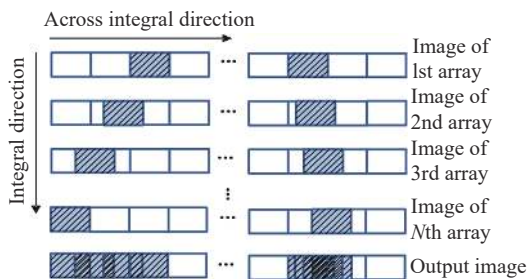 Across integral direction
Integral direction
Image of
1st array
Image of
2nd array
Image of
3rd array
Image of
Nth array
Output image